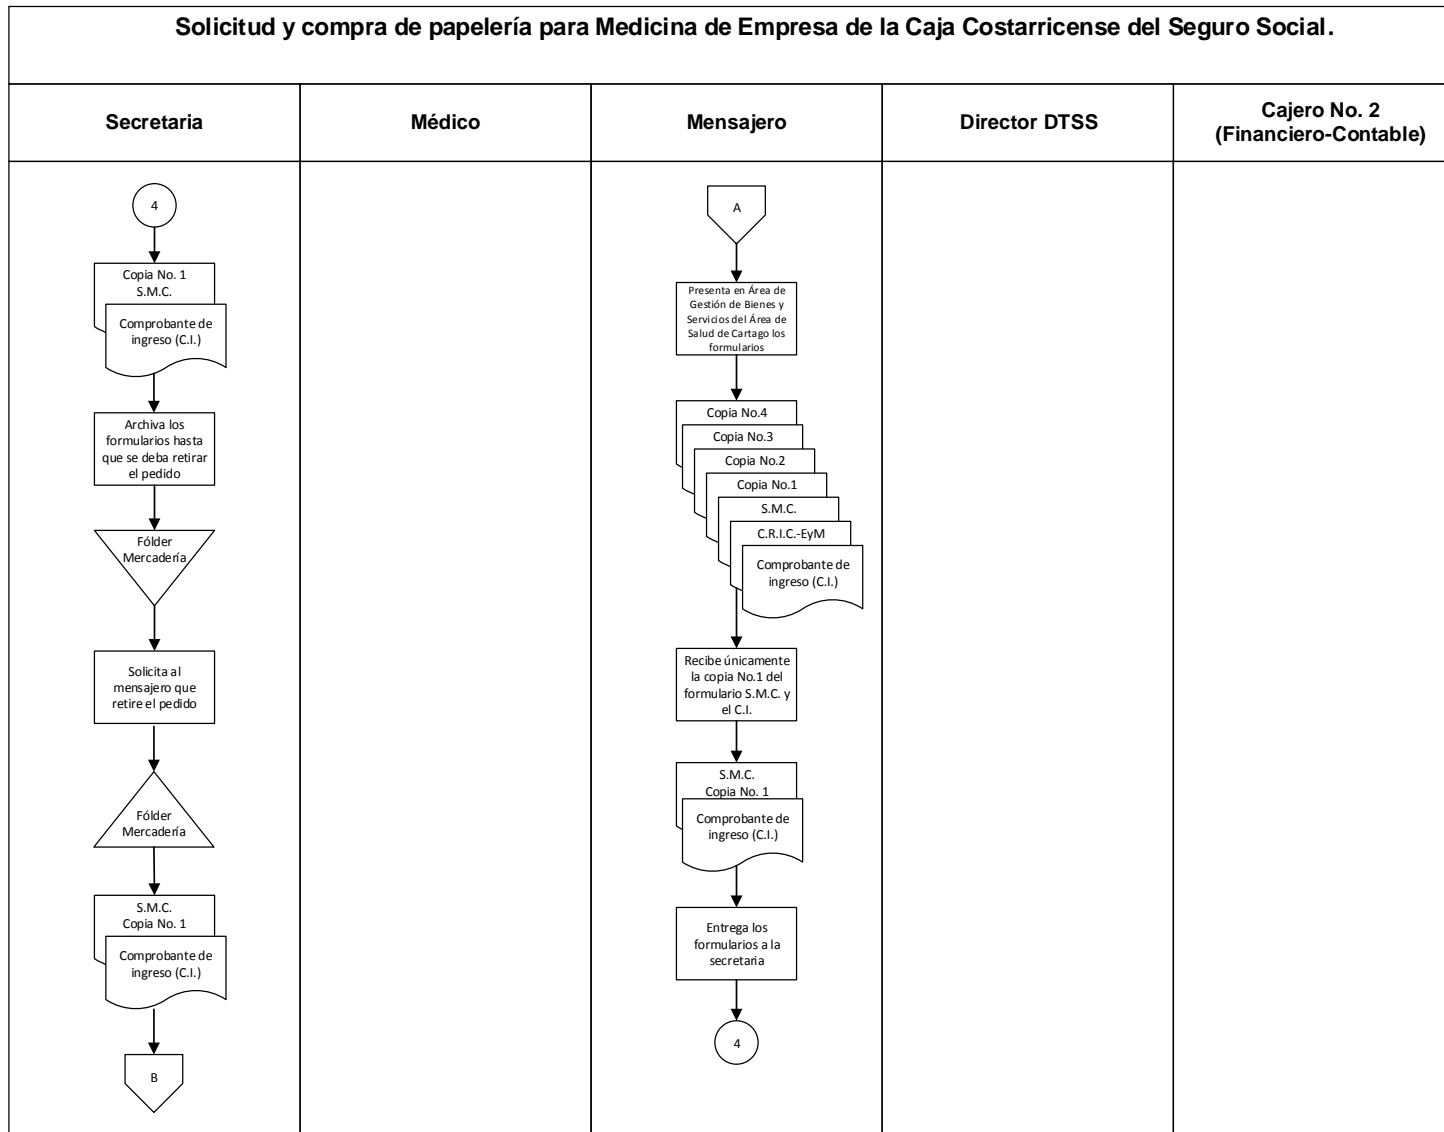 Solicitud y compra de papelería para Medicina de Empresa de la Caja Costarricense del Seguro Social.
Secretaria
Médico
Mensajero
Director DTSS
Cajero No. 2
(Financiero-Contable)
4
Copia No. 1
S.M.C.
Comprobante de
ingreso (C.I.)
Archiva los
formularios hasta
que se deba retirar
el pedido
Fólder
Mercadería
Solicita al
mensajero que
retire el pedido
Fólder
Mercadería
S.M.C.
Copia No. 1
Comprobante de
ingreso (C.I.)
B
A
Presenta en Área de
Gestión de Bienes y
Servicios del Área de
Salud de Cartago los
formularios
Copia No.4
Copia No.3
Copia No.2
Copia No.1
S.M.C.
C.R.I.C.-EyM
Comprobante de
ingreso (C.I.)
Recibe únicamente
la copia No.1 del
formulario S.M.C. y
el C.I.
S.M.C.
Copia No. 1
Comprobante de
ingreso (C.I.)
Entrega los
formularios a la
secretaria
4